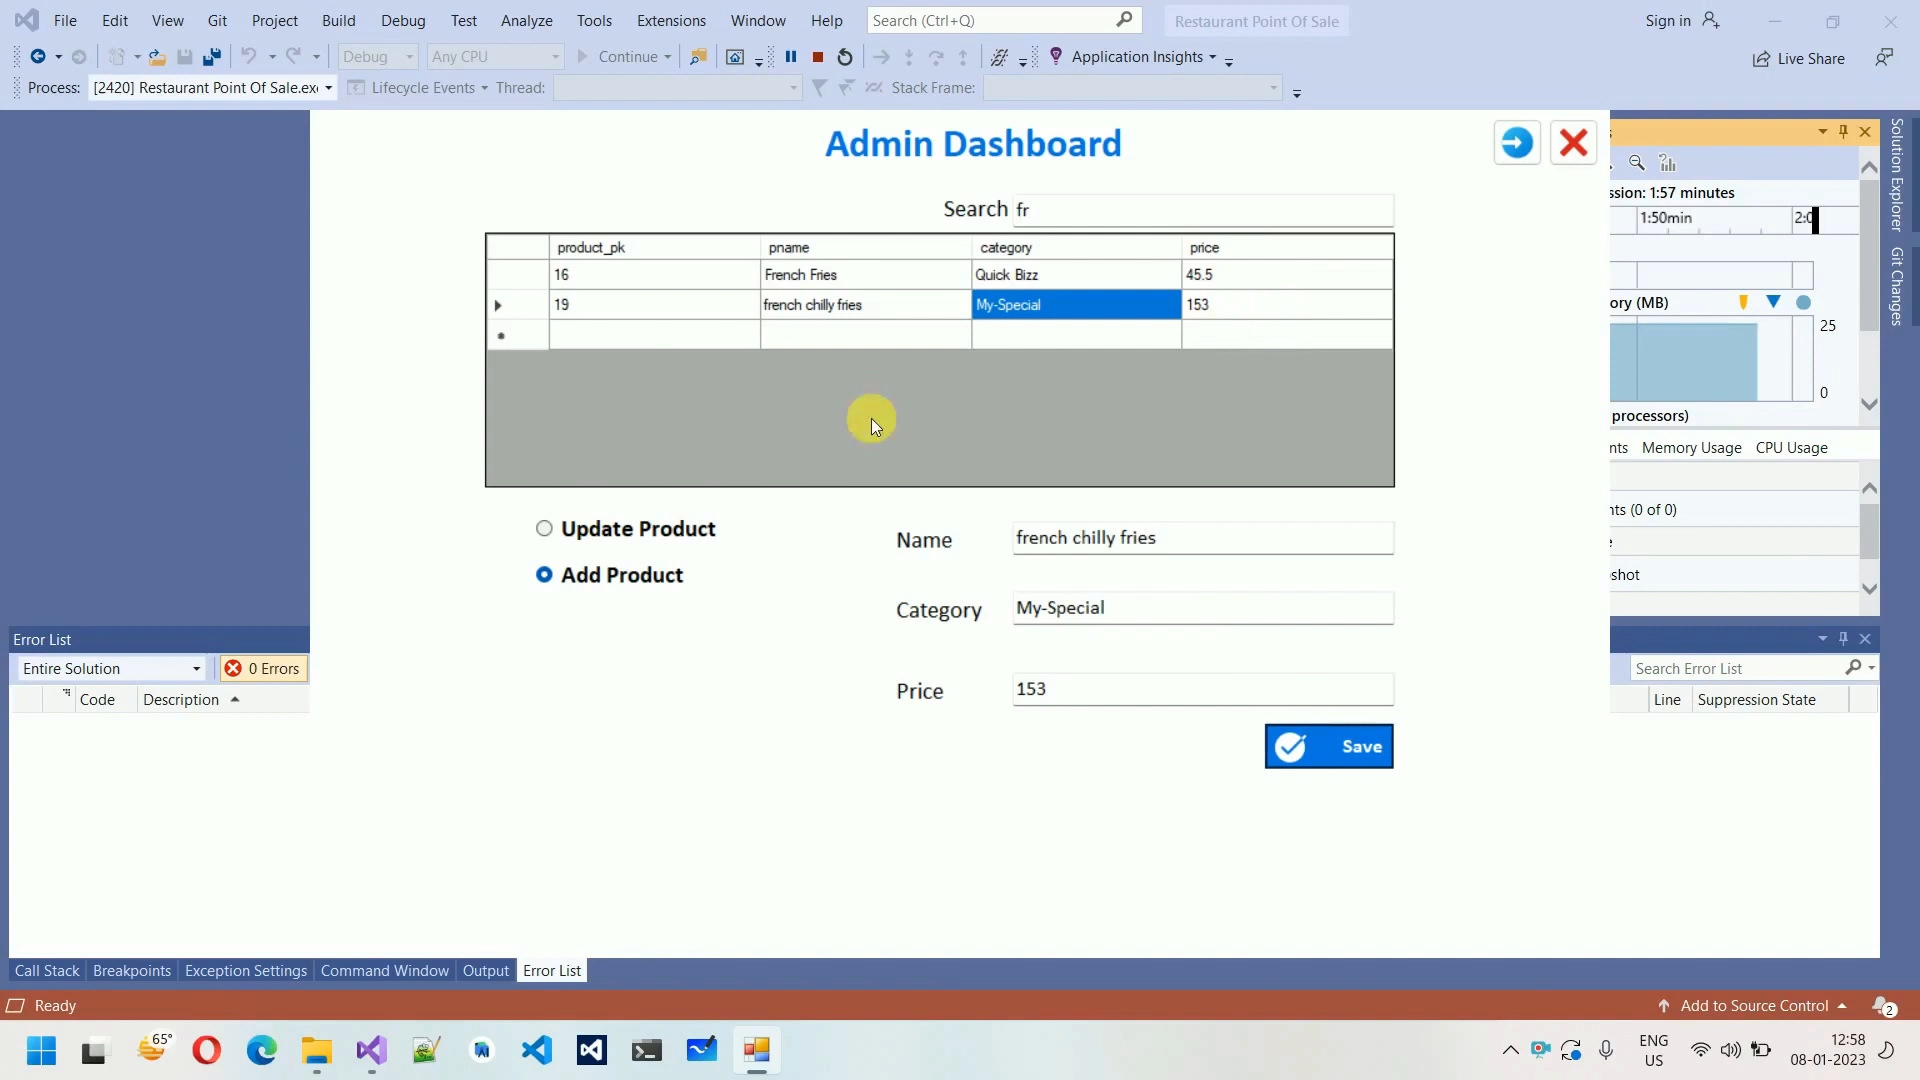 File Edit View Git Project Build Debug Test Analyze Tools Extensions Window Help Search (Ctrl+Q) Restaurant Point Of Sale Sign in
Debug Any CPU Continue Application Insights Live Share
Process: [2420] Restaurant Point Of Sale.exe Lifecycle Events Thread: Stack Frame:
Admin Dashboard
Search fr
product_pk pname category price
16 French Fries Quick Bizz 45.5
19 french chilly fries My-Special 153
Update Product
Add Product
Name french chilly fries
Category My-Special
Price 153
Save
ssion: 1:57 minutes
1:50min 2:0
ory (MB)
25
0
processors)
nts Memory Usage CPU Usage
nts (0 of 0)
e
shot
Solution Explorer
Git Changes
Error List
Entire Solution 0 Errors Search Error List
Code Description Line Suppression State
Call Stack Breakpoints Exception Settings Command Window Output Error List
Ready Add to Source Control 2
65° ENG
US
12:58
08-01-2023